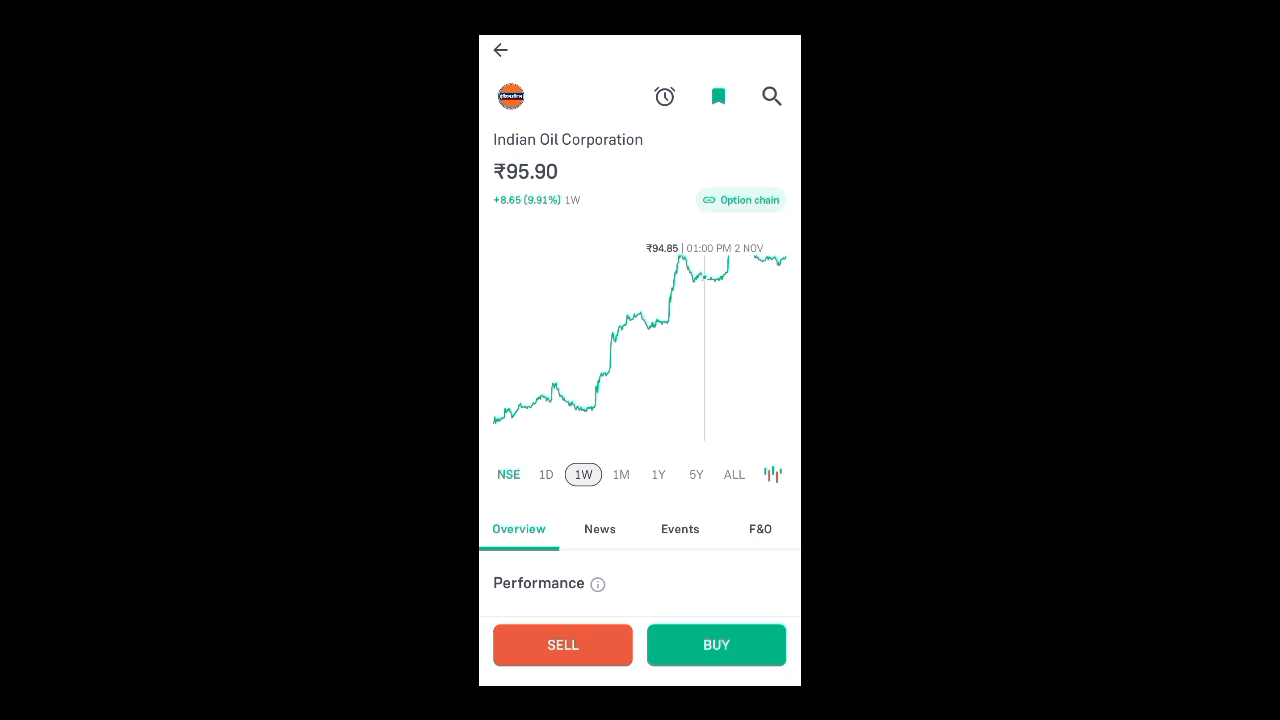 इंडियनऑयल
Indian Oil Corporation
₹95.90
+8.65 (9.91%) 1W
Option chain
₹94.85 | 01:00 PM 2 NOV
NSE 1D 1W 1M 1Y 5Y ALL
Overview News Events F&O
Performance
SELL BUY